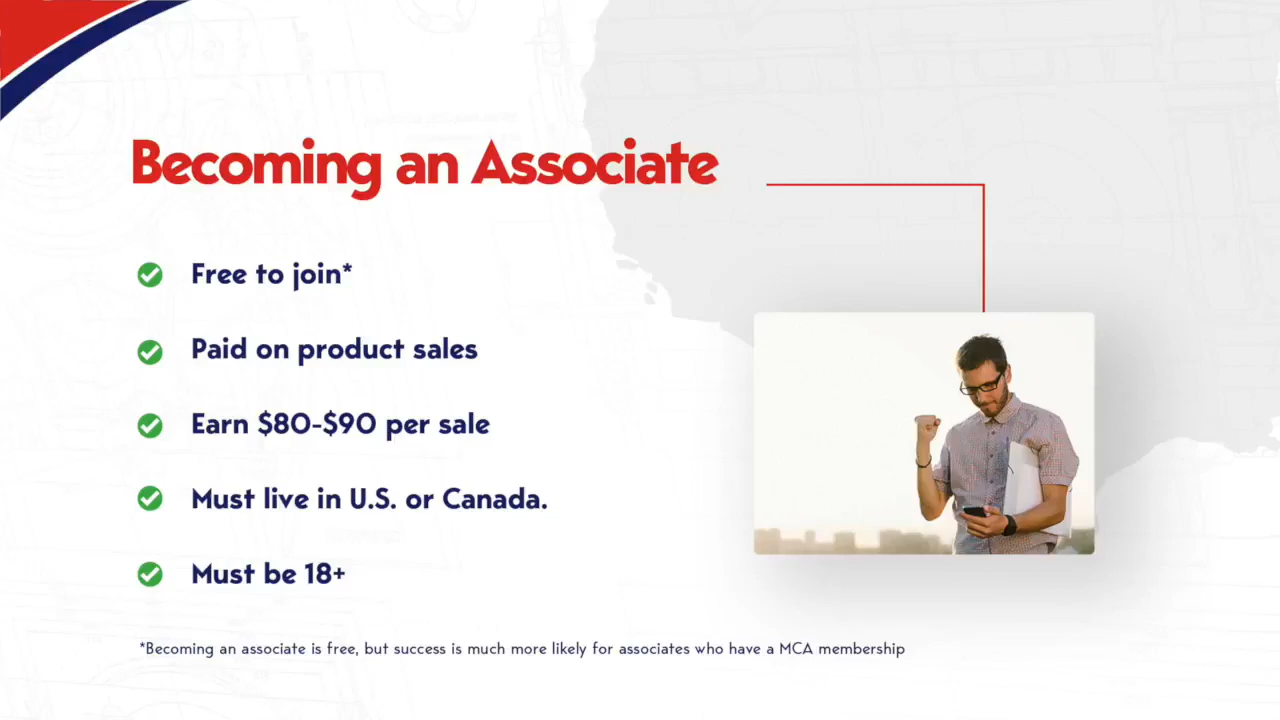 Becoming an Associate
Free to join*
Paid on product sales
Earn $80-$90 per sale
Must live in U.S. or Canada.
Must be 18+
*Becoming an associate is free, but success is much more likely for associates who have a MCA membership